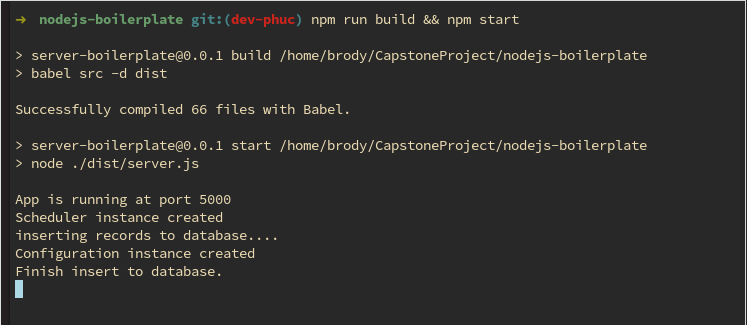 ➜ nodejs-boilerplate git:(dev-phuc) npm run build && npm start
> server-boilerplate@0.0.1 build /home/brody/CapstoneProject/nodejs-boilerplate
> babel src -d dist
Successfully compiled 66 files with Babel.
> server-boilerplate@0.0.1 start /home/brody/CapstoneProject/nodejs-boilerplate
> node ./dist/server.js
App is running at port 5000
Scheduler instance created
inserting records to database....
Configuration instance created
Finish insert to database.